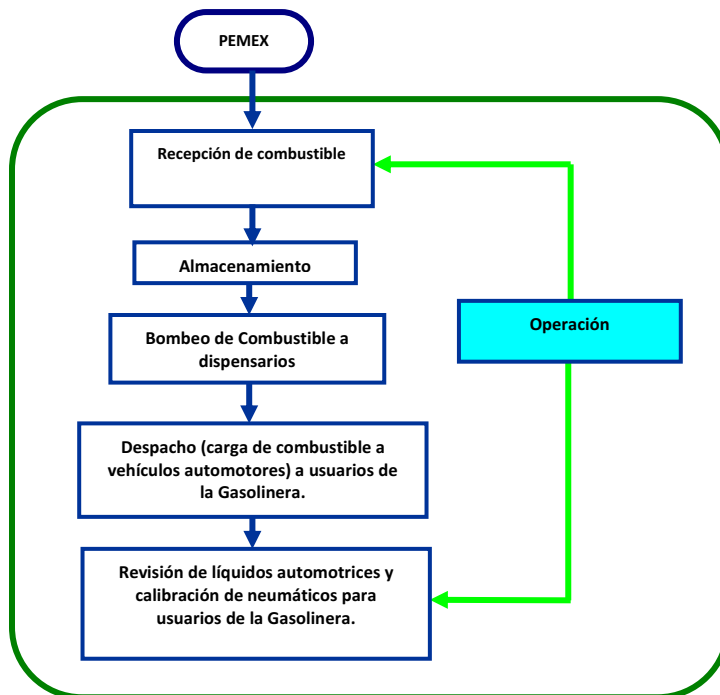 PEMEX
Recepción de combustible
Almacenamiento
Bombeo de Combustible a
dispensarios
Operación
Despacho (carga de combustible a
vehículos automotores) a usuarios de
la Gasolinera.
Revisión de líquidos automotrices y
calibración de neumáticos para
usuarios de la Gasolinera.